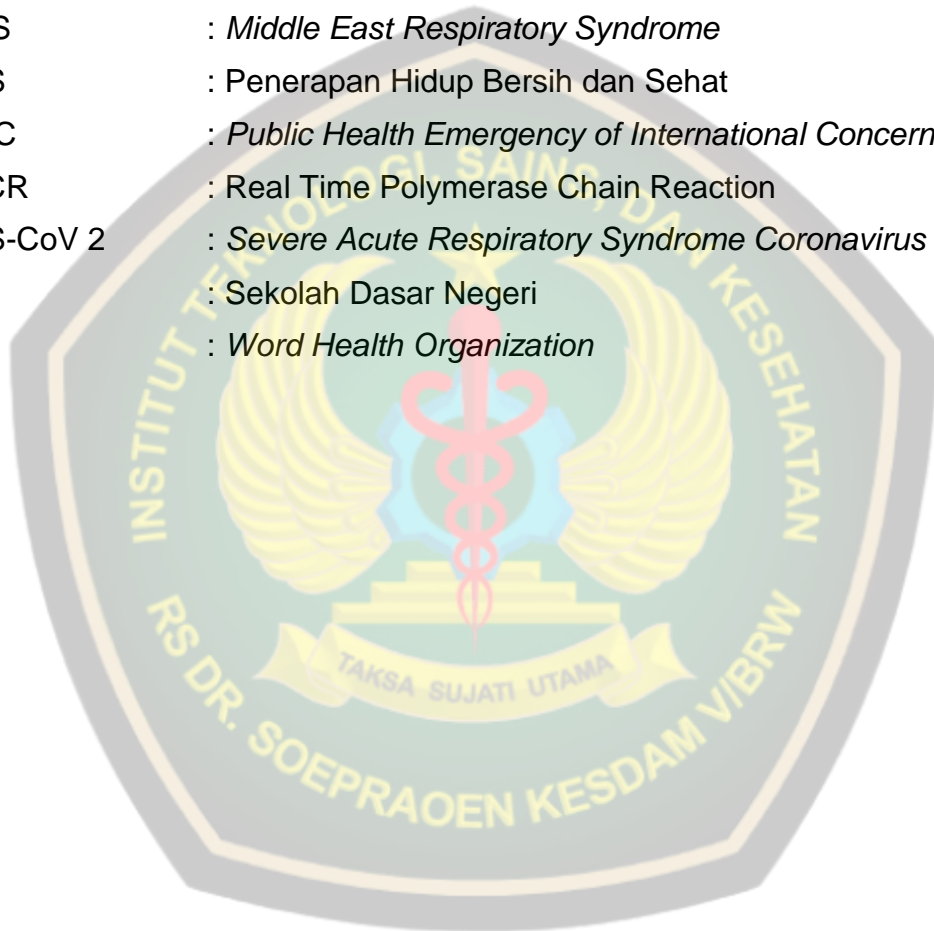 S : Middle East Respiratory Syndrome
S : Penerapan Hidup Bersih dan Sehat
C : Public Health Emergency of International Concern
CR : Real Time Polymerase Chain Reaction
S-CoV 2 : Severe Acute Respiratory Syndrome Coronavirus
: Sekolah Dasar Negeri
: Word Health Organization
INSTITUT TEKNOLOGI, SAINS, DAN KESEHATAN
TAKSA SUJATI UTAMA
RS DR. SOEPRAOEN KESDAM V/BRW